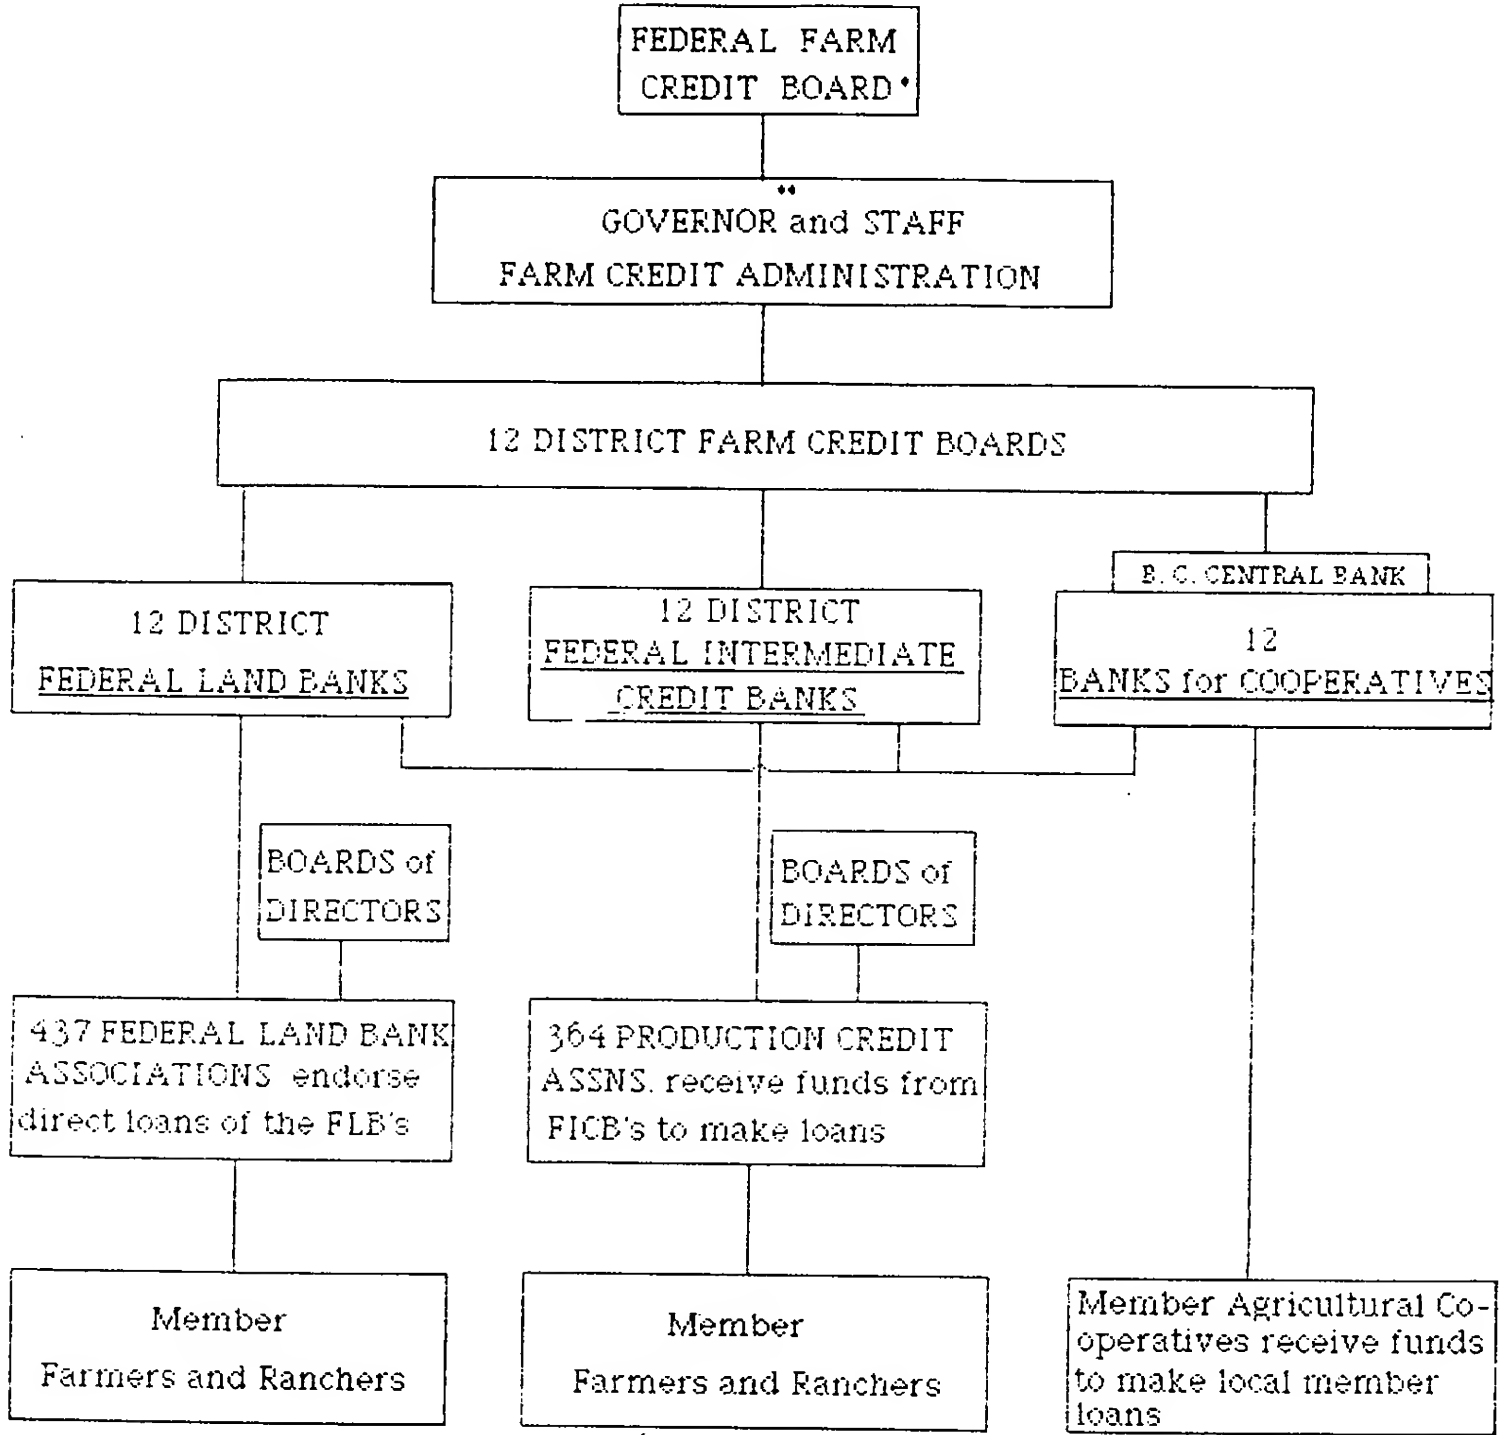 FEDERAL FARM
CREDIT BOARD*
**
GOVERNOR and STAFF
FARM CREDIT ADMINISTRATION
12 DISTRICT FARM CREDIT BOARDS
12 DISTRICT
FEDERAL LAND BANKS
12 DISTRICT
FEDERAL INTERMEDIATE
CREDIT BANKS
B. C. CENTRAL BANK
12
BANKS for COOPERATIVES
BOARDS of
DIRECTORS
BOARDS of
DIRECTORS
437 FEDERAL LAND BANK
ASSOCIATIONS endorse
direct loans of the FLB's
364 PRODUCTION CREDIT
ASSNS. receive funds from
FICB's to make loans
Member
Farmers and Ranchers
Member
Farmers and Ranchers
Member Agricultural Co-
operatives receive funds
to make local member
loans